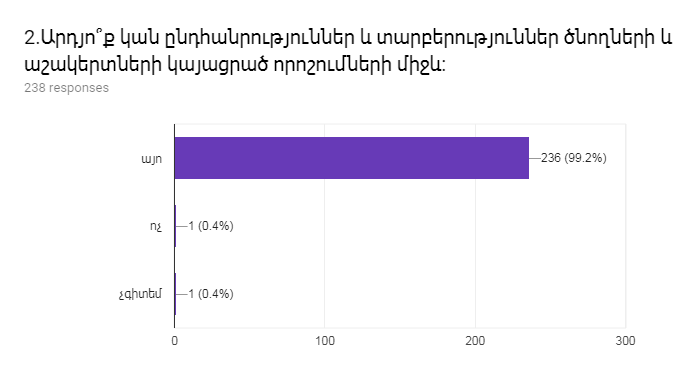 2.Արդյո՞ք կան ընդհանրություններ և տարբերություններ ծնողների և
աշակերտների կայացրած որոշումների միջև:
238 responses
այո
236 (99.2%)
ոչ
1 (0.4%)
չգիտեմ
1 (0.4%)
0
100
200
300